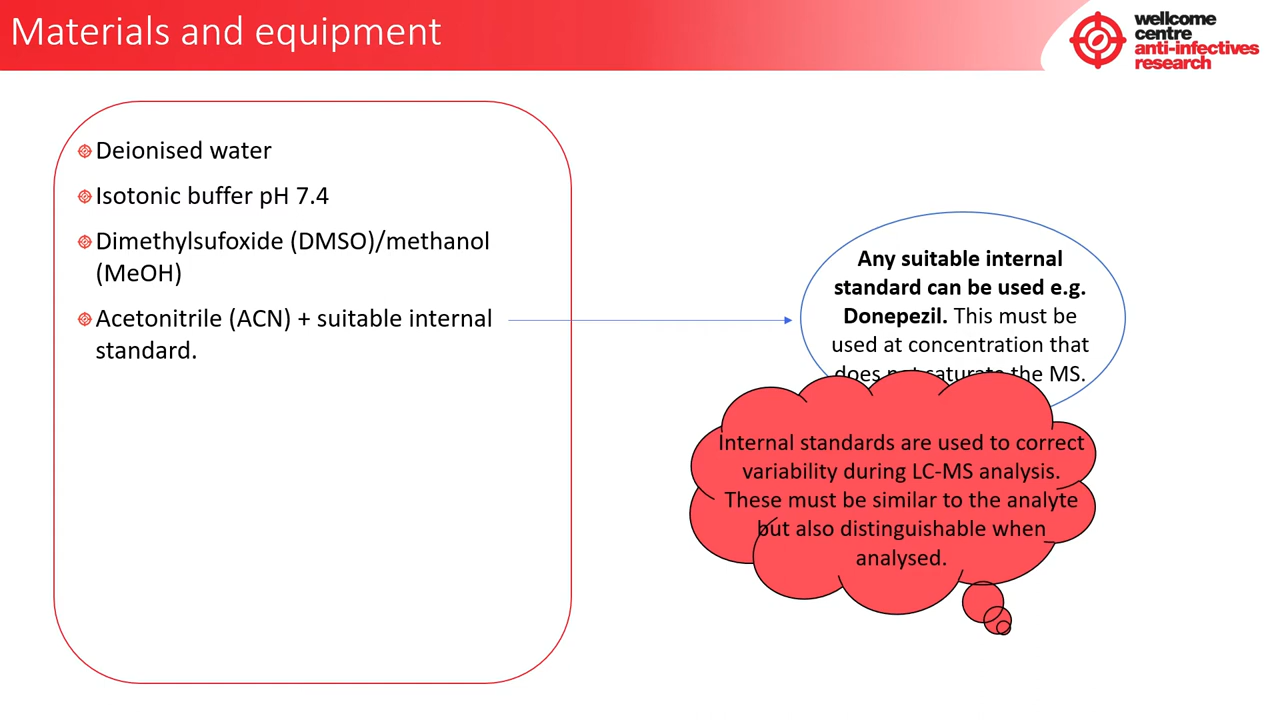 Materials and equipment
wellcome
centre
anti-infectives
research
Deionised water
Isotonic buffer pH 7.4
Dimethylsufoxide (DMSO)/methanol
(MeOH)
Acetonitrile (ACN) + suitable internal
standard.
Any suitable internal
standard can be used e.g.
Donepezil. This must be
used at concentration that
does not saturate the MS.
Internal standards are used to correct
variability during LC-MS analysis.
These must be similar to the analyte
but also distinguishable when
analysed.